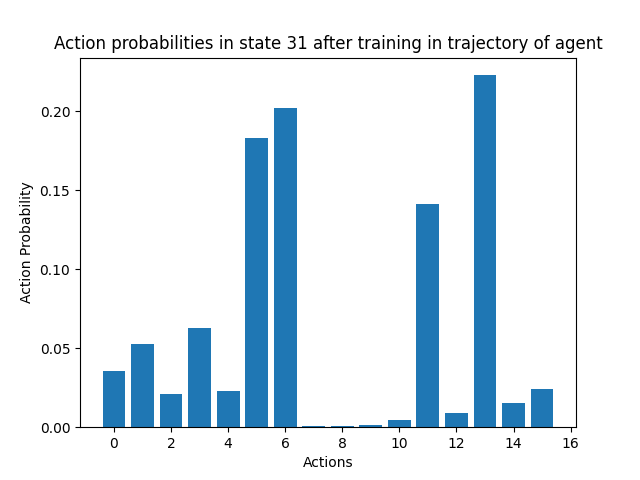 Action probabilities in state 31 after training in trajectory of agent
0.20
0.15
0.10
0.05
0.00
Action Probability
0 2 4 6 8 10 12 14 16
Actions